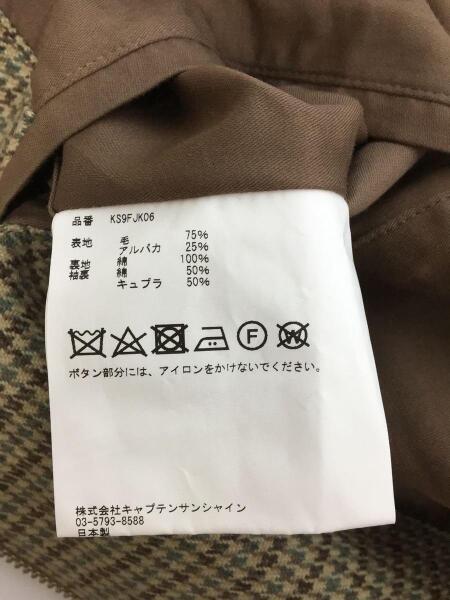 品番 KS9FJK06
表地 毛 75%
アルパカ 25%
裏地 綿 100%
袖裏 綿 50%
キュプラ 50%
F W
ボタン部分には、アイロンをかけないでください。
株式会社キャプテンサンシャイン
03-5793-8588
日本製